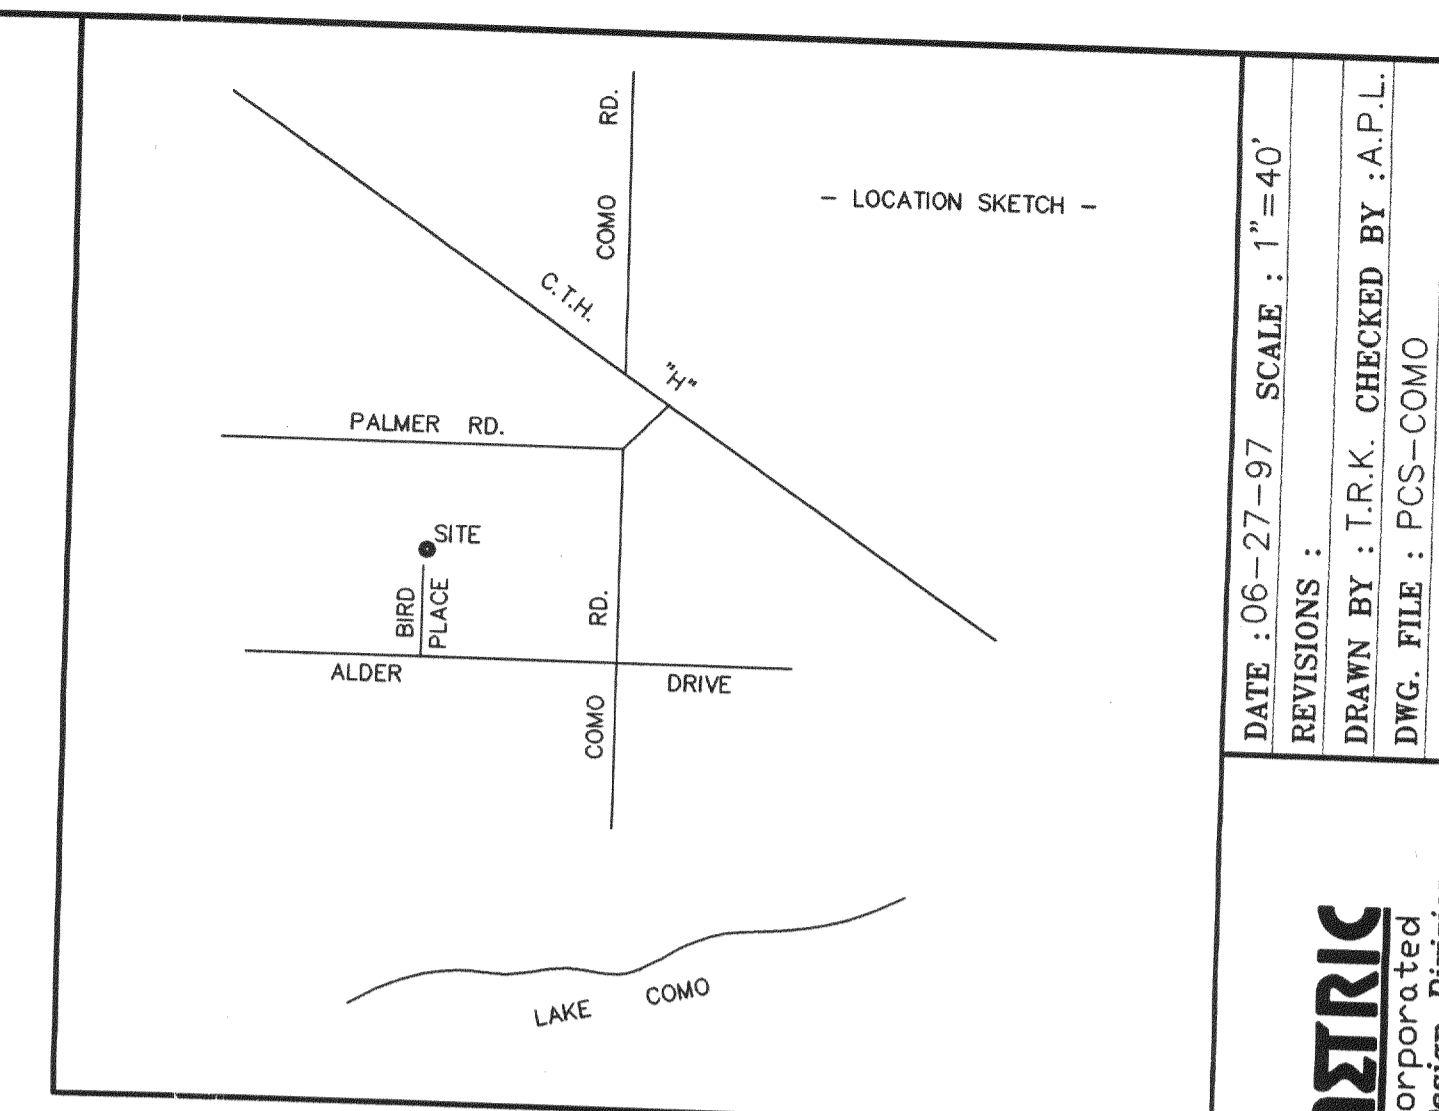 RD.
COMO
- LOCATION SKETCH -
C.T.H.
"H"
PALMER RD.
SITE
BIRD
PLACE
RD.
ALDER
DRIVE
COMO
LAKE COMO
DATE :06-27-97 SCALE : 1"=40'
REVISIONS :
DRAWN BY : T.R.K. CHECKED BY :A.P.L.
DWG. FILE : PCS-COMO